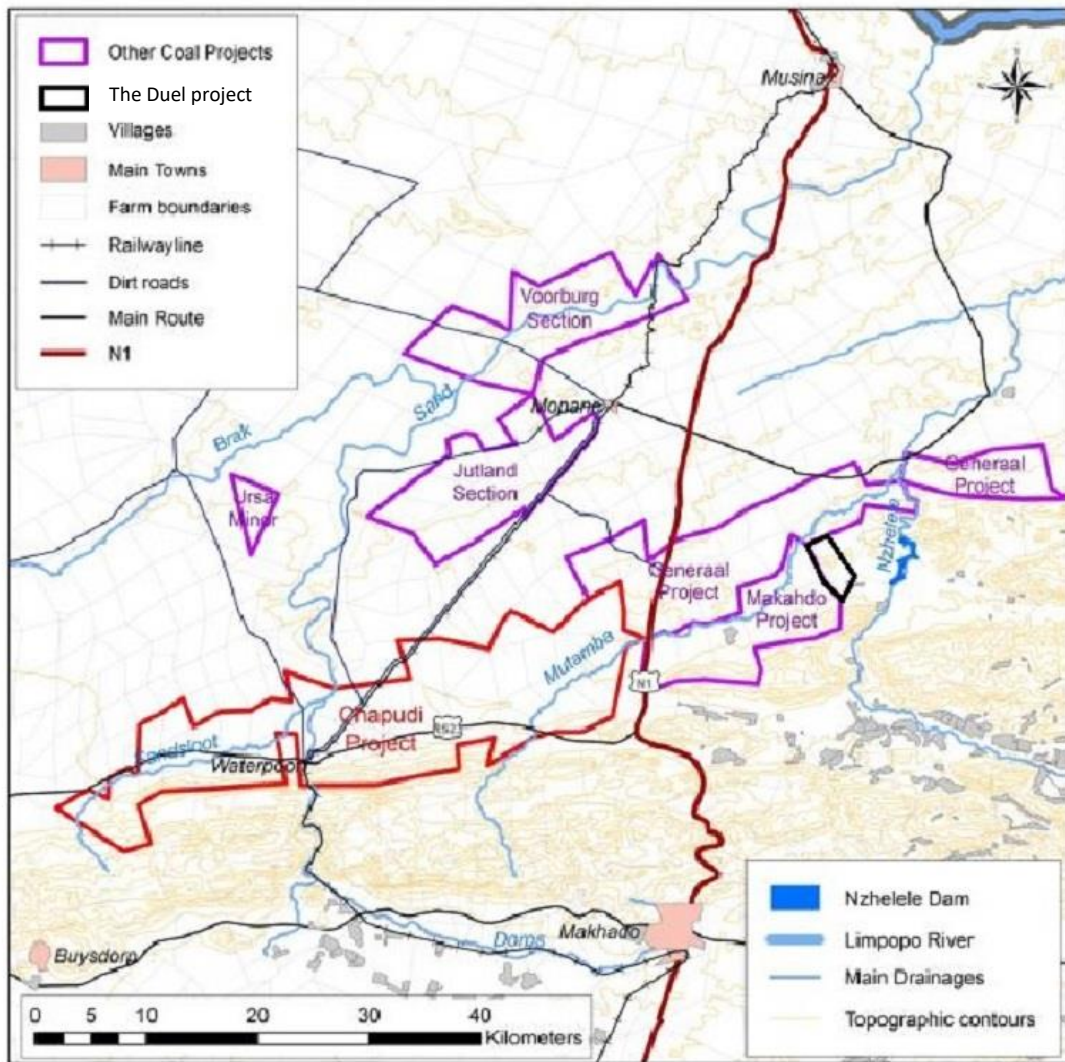 Other Coal Projects
The Duel project
Villages
Main Towns
Farm boundaries
Railwayline
Dirt roads
Main Route
N1
Musina
Voorburg
Section
Sand
Mopane
Brak
Jutland
Section
Ursa
Minor
Generaal
Project
Nzhelele
Generaal
Project
Makahdo
Project
Mutamba
N1
Chapudi
Project
Waterpoort
Makhado
Dams
Buysdorp
0 5 10 20 30 40
Kilometers
Nzhelele Dam
Limpopo River
Main Drainages
Topographic contours